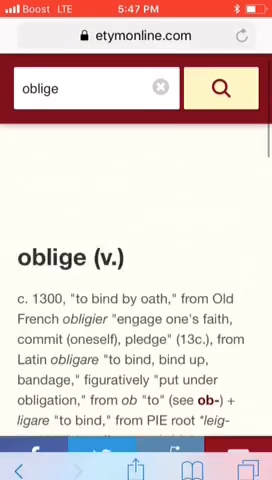 Boost LTE 5:47 PM
etymonline.com
oblige
oblige (v.)
c. 1300, "to bind by oath," from Old
French obligier "engage one's faith,
commit (oneself), pledge" (13c.), from
Latin obligare "to bind, bind up,
bandage," figuratively "put under
obligation," from ob "to" (see ob-) +
ligare "to bind," from PIE root *leig-